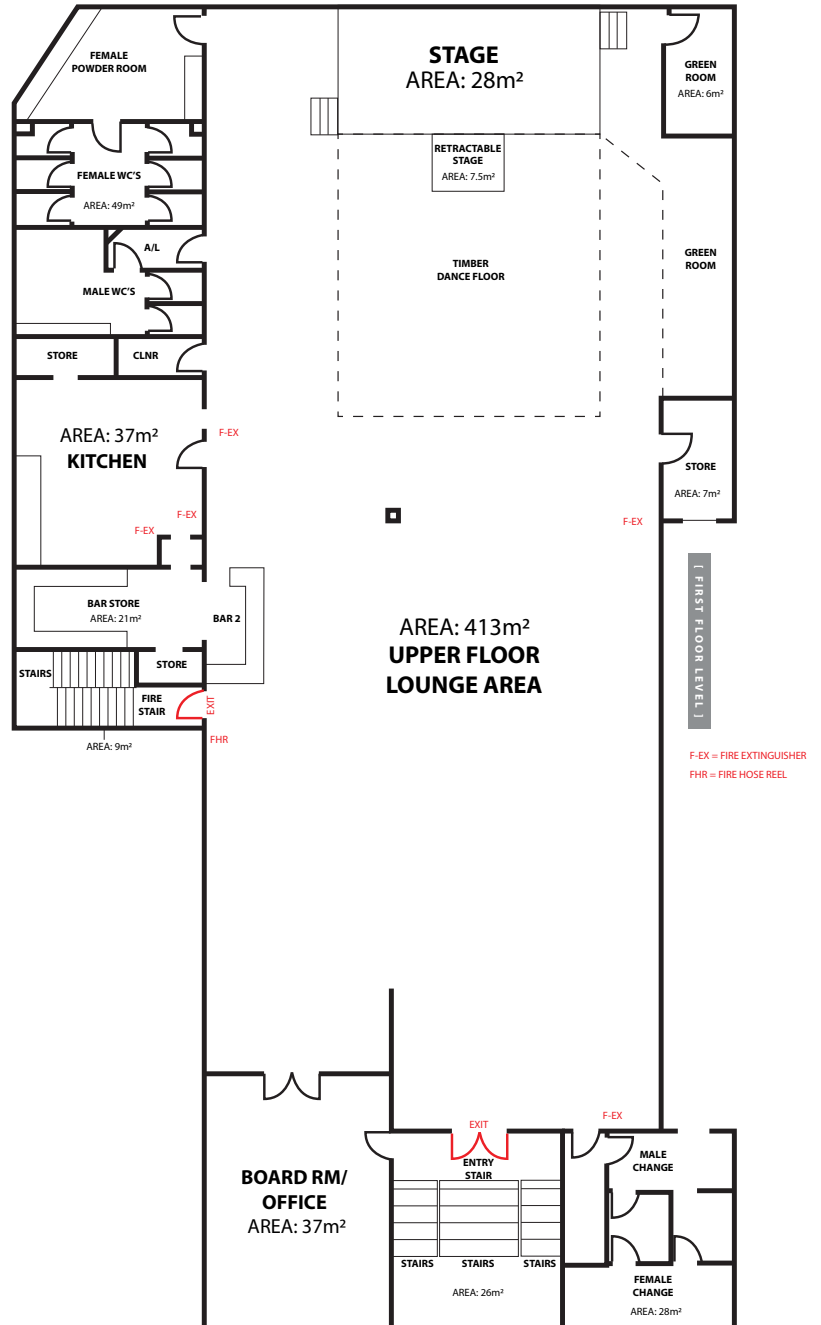 FEMALE
POWDER ROOM
STAGE
AREA: 28m²
GREEN
ROOM
AREA: 6m²
RETRACTABLE
STAGE
AREA: 7.5m²
FEMALE WC'S
AREA: 49m²
A/L
MALE WC'S
TIMBER
DANCE FLOOR
GREEN
ROOM
STORE
CLNR
AREA: 37m²
KITCHEN
F-EX
F-EX
F-EX
STORE
AREA: 7m²
F-EX
BAR STORE
AREA: 21m²
BAR 2
AREA: 413m²
UPPER FLOOR
LOUNGE AREA
[ FIRST FLOOR LEVEL ]
STAIRS
STORE
FIRE
STAIR
EXIT
FHR
AREA: 9m²
F-EX = FIRE EXTINGUISHER
FHR = FIRE HOSE REEL
F-EX
EXIT
ENTRY
STAIR
MALE
CHANGE
BOARD RM/
OFFICE
AREA: 37m²
STAIRS
STAIRS
STAIRS
AREA: 26m²
FEMALE
CHANGE
AREA: 28m²